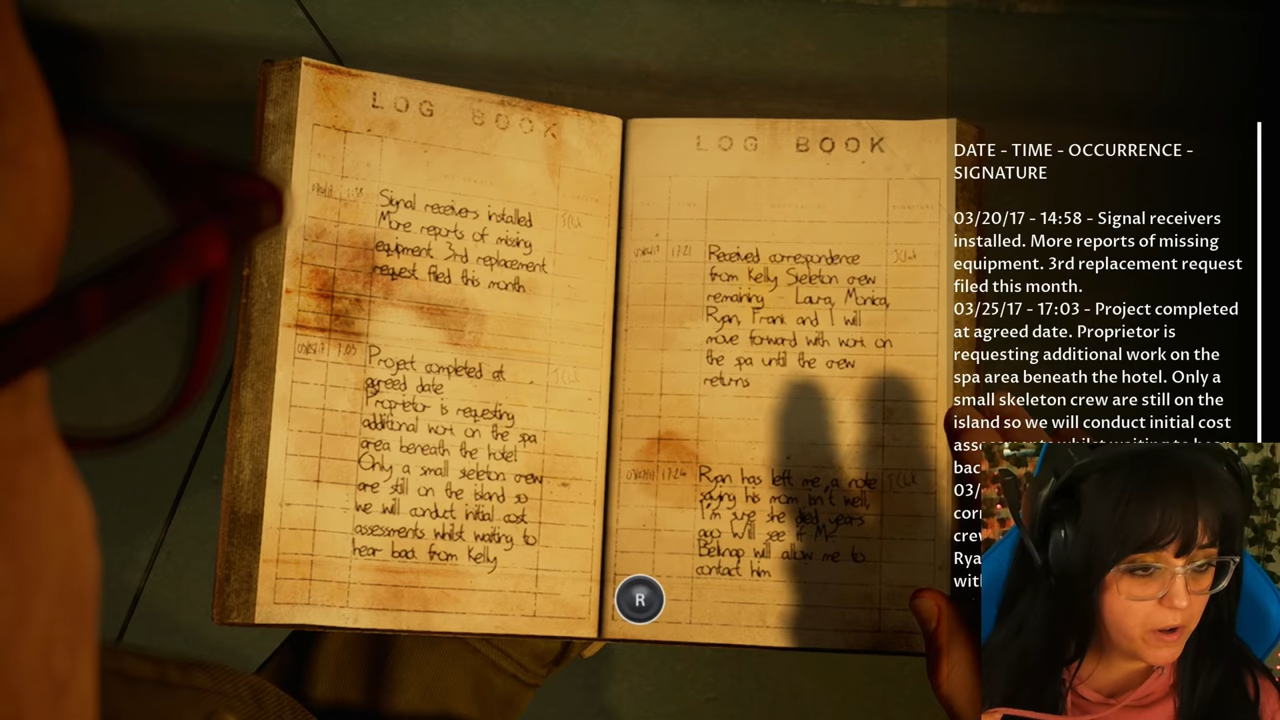 LOG BOOK
Signal receivers installed
More reports of missing
equipment. 3rd replacement
request filed this month
Project completed at
agreed date
Proprietor is requesting
additional work on the spa
area beneath the hotel
Only a small skeleton crew
are still on the island so
we will conduct initial cost
assessments whilst waiting to
hear back from Kelly
LOG BOOK
17:21
Received correspondence
from Kelly Skeleton crew
remaining - Laura, Monica,
Ryan, Frank and I will
move forward with work on
the spa until the crew
returns
Ryan has left me a note
saying his mom isn't well,
I'm sure she died years
ago Will see if Mr
Belknap will allow me to
contact him
R
DATE - TIME - OCCURRENCE -
SIGNATURE
03/20/17 - 14:58 - Signal receivers
installed. More reports of missing
equipment. 3rd replacement request
filed this month.
03/25/17 - 17:03 - Project completed
at agreed date. Proprietor is
requesting additional work on the
spa area beneath the hotel. Only a
small skeleton crew are still on the
island so we will conduct initial cost